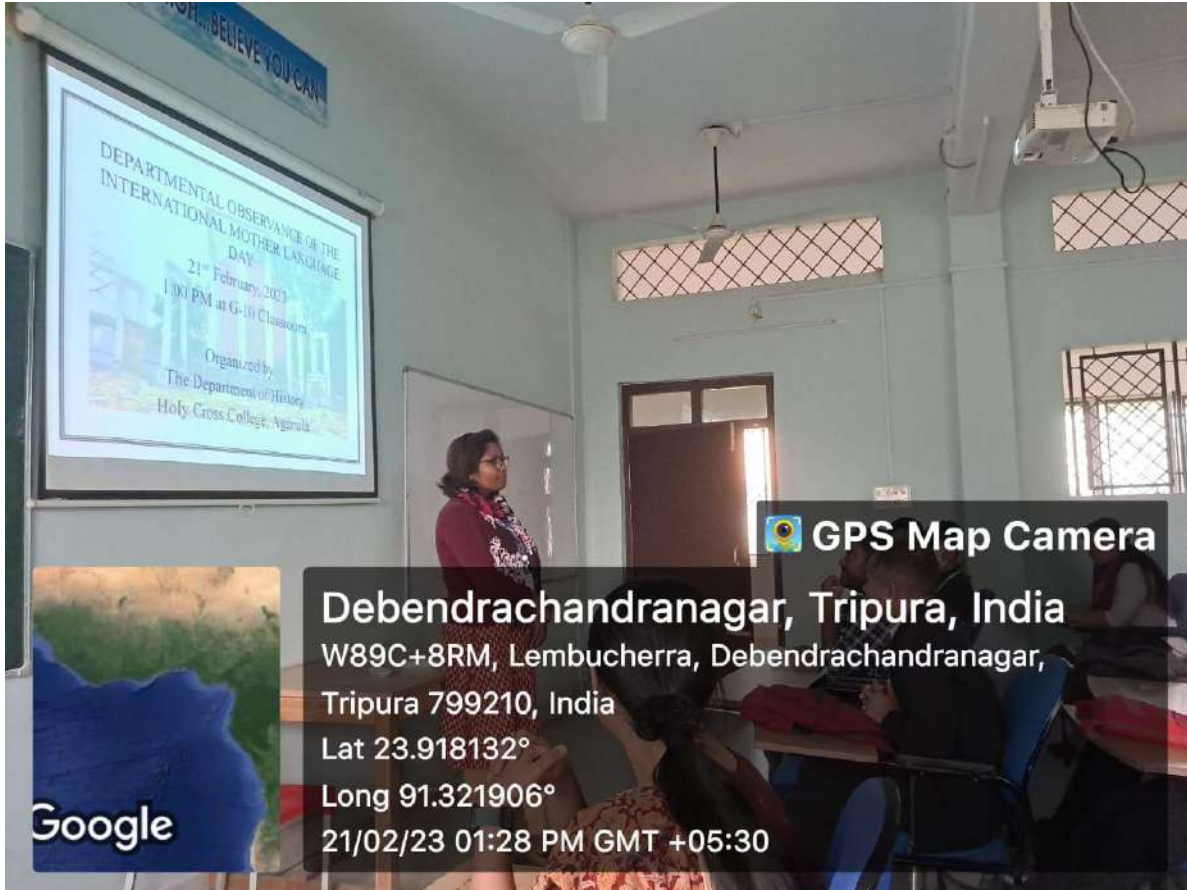 IGH...BELIEVE YOU CAN
DEPARTMENTAL OBSERVANCE OF THE
INTERNATIONAL MOTHER LANGUAGE
DAY
21st February, 2023
1:00 PM at G-10 Classroom
Organized by
The Department of History
Holy Cross College, Agartala
GPS Map Camera
Debendrachandranagar, Tripura, India
W89C+8RM, Lembucherra, Debendrachandranagar,
Tripura 799210, India
Lat 23.918132°
Long 91.321906°
21/02/23 01:28 PM GMT +05:30
Google